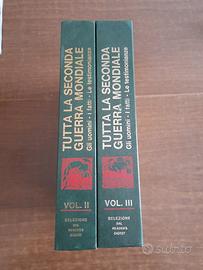 TUTTA LA SECONDA
GUERRA MONDIALE
Gli uomini - I fatti - Le testimonianze
VOL. II
SELEZIONE
DAL
READER'S
DIGEST
TUTTA LA SECONDA
GUERRA MONDIALE
Gli uomini - I fatti - Le testimonianze
VOL. III
SELEZIONE
DAL
READER'S
DIGEST
subito